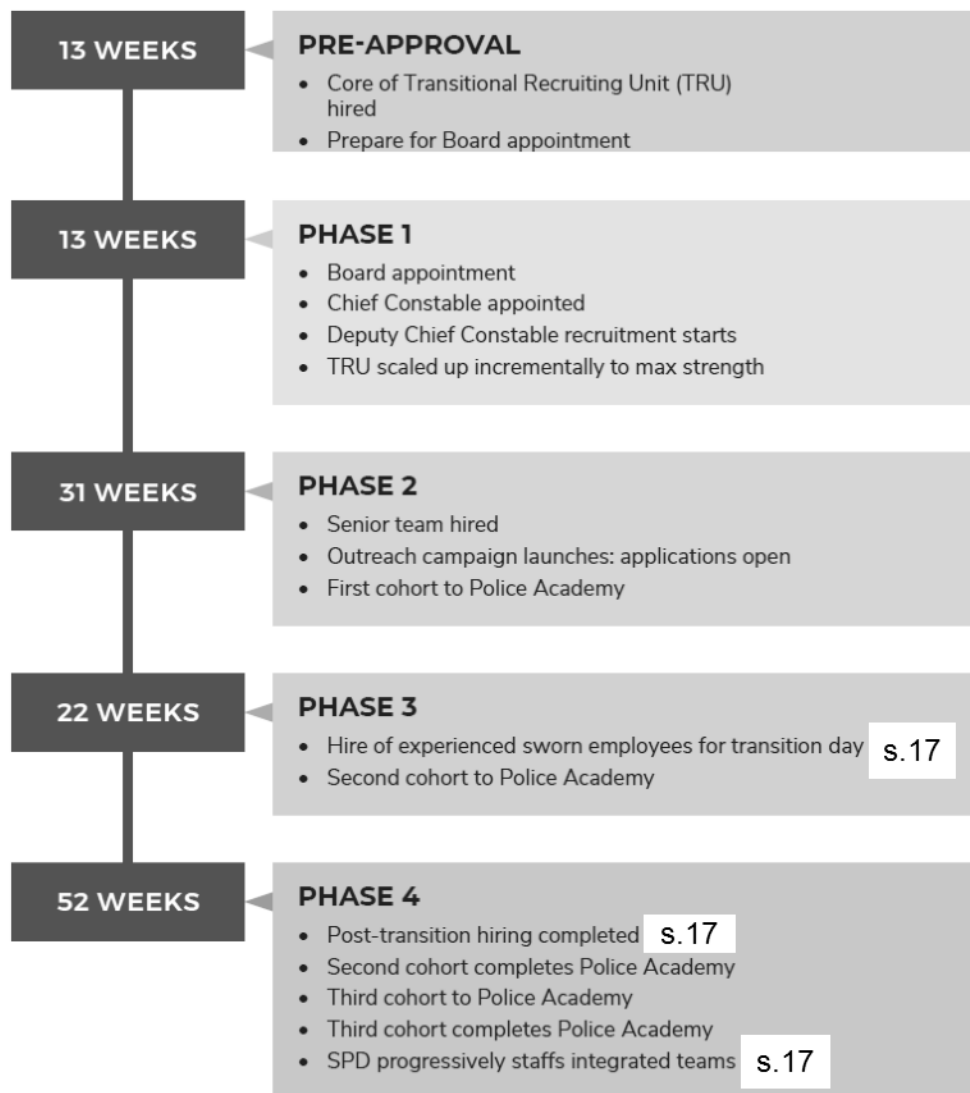 13 WEEKS
PRE-APPROVAL
• Core of Transitional Recruiting Unit (TRU)
hired
• Prepare for Board appointment
13 WEEKS
PHASE 1
• Board appointment
• Chief Constable appointed
• Deputy Chief Constable recruitment starts
• TRU scaled up incrementally to max strength
31 WEEKS
PHASE 2
• Senior team hired
• Outreach campaign launches: applications open
• First cohort to Police Academy
22 WEEKS
PHASE 3
• Hire of experienced sworn employees for transition day s.17
• Second cohort to Police Academy
52 WEEKS
PHASE 4
• Post-transition hiring completed s.17
• Second cohort completes Police Academy
• Third cohort to Police Academy
• Third cohort completes Police Academy
• SPD progressively staffs integrated teams s.17